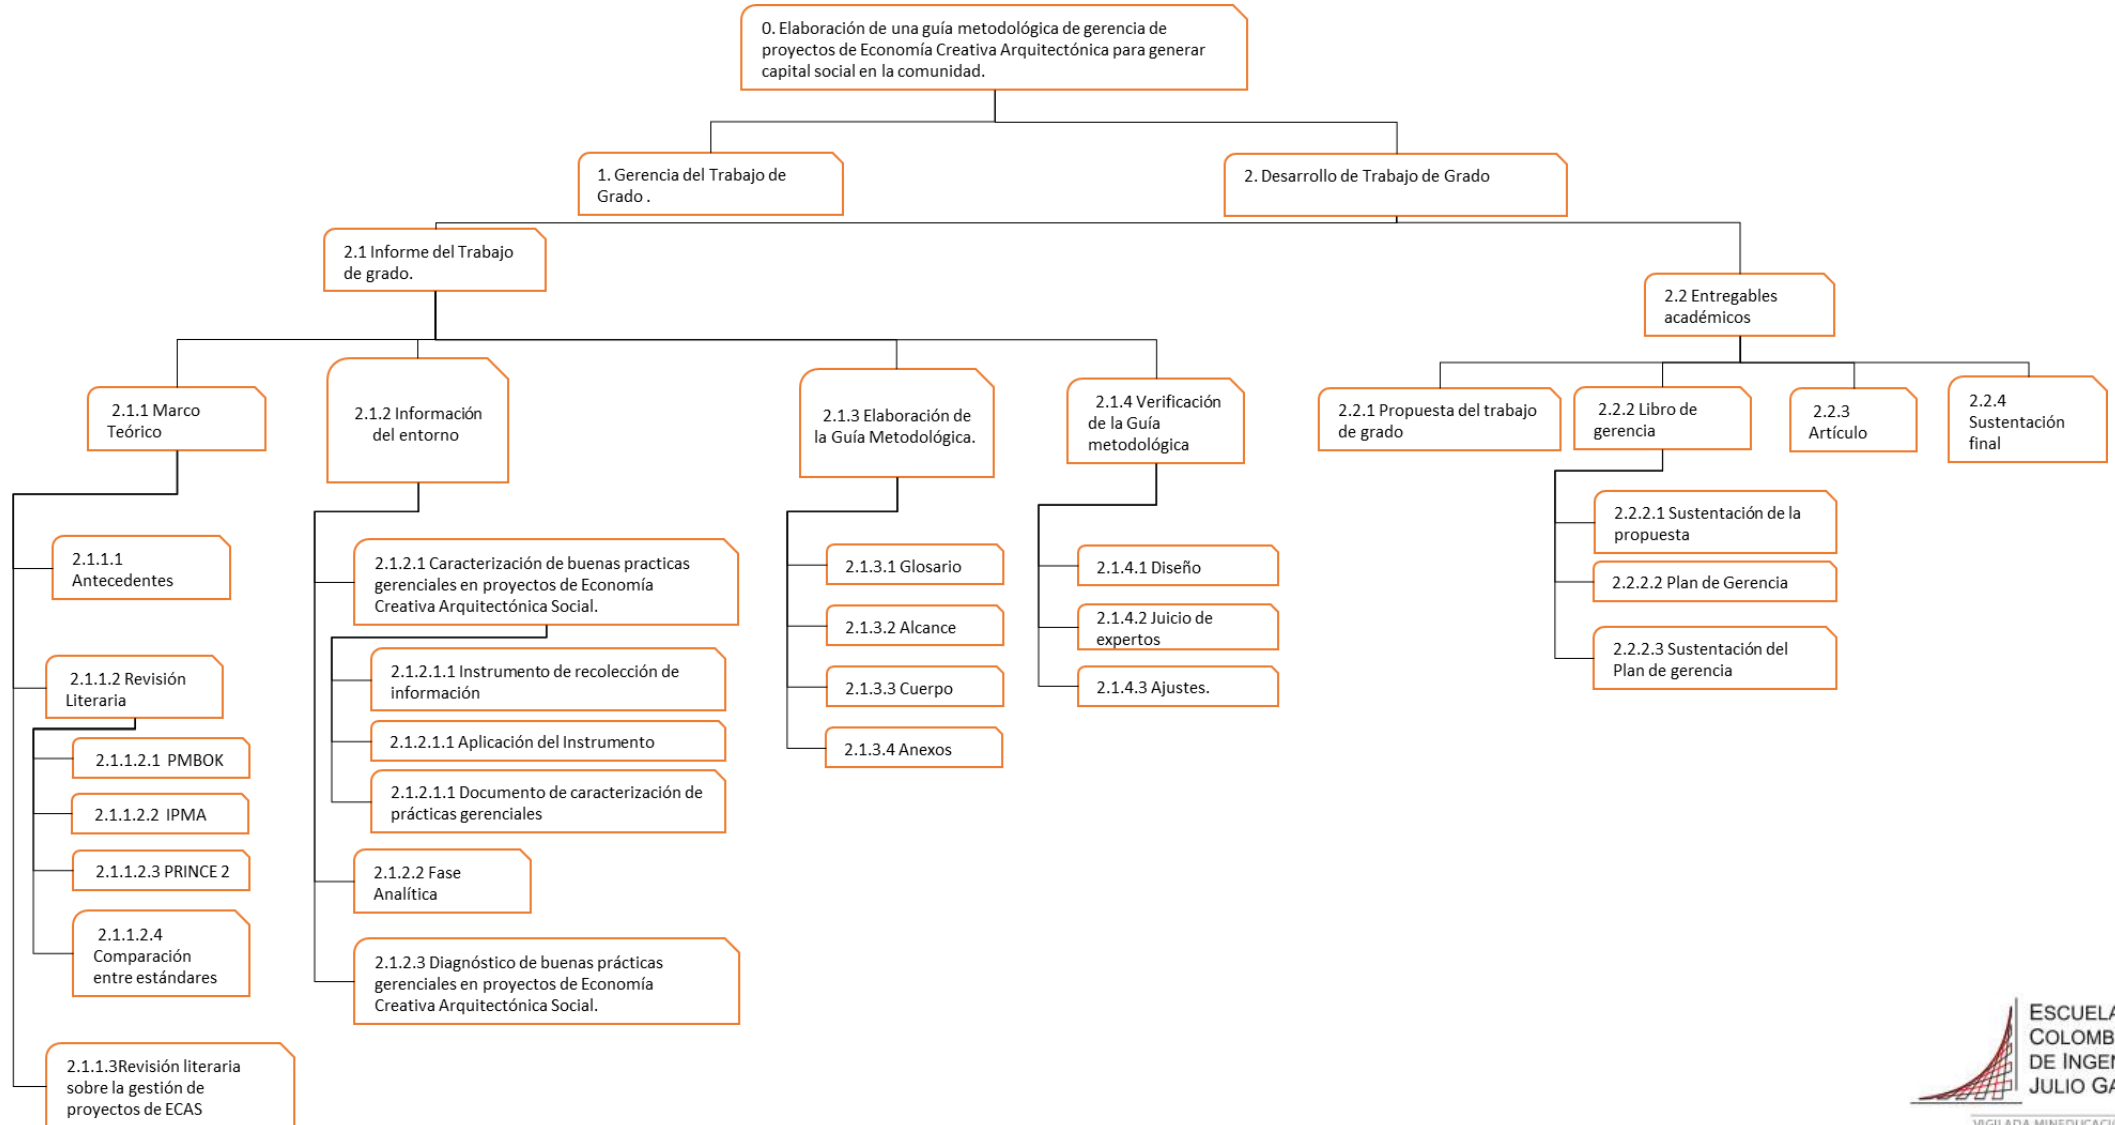 0. Elaboración de una guía metodológica de gerencia de
proyectos de Economía Creativa Arquitectónica para generar
capital social en la comunidad.
1. Gerencia del Trabajo de
Grado .
2. Desarrollo de Trabajo de Grado
2.1 Informe del Trabajo
de grado.
2.2 Entregables
académicos
2.1.1 Marco
Teórico
2.1.2 Información
del entorno
2.1.3 Elaboración de
la Guía Metodológica.
2.1.4 Verificación
de la Guía
metodológica
2.2.1 Propuesta del trabajo
de grado
2.2.2 Libro de
gerencia
2.2.3
Artículo
2.2.4
Sustentación
final
2.1.1.1
Antecedentes
2.1.1.2 Revisión
Literaria
2.1.1.2.1 PMBOK
2.1.1.2.2 IPMA
2.1.1.2.3 PRINCE 2
2.1.1.2.4
Comparación
entre estándares
2.1.1.3Revisión literaria
sobre la gestión de
proyectos de ECAS
2.1.2.1 Caracterización de buenas practicas
gerenciales en proyectos de Economía
Creativa Arquitectónica Social.
2.1.2.1.1 Instrumento de recolección de
información
2.1.2.1.1 Aplicación del Instrumento
2.1.2.1.1 Documento de caracterización de
prácticas gerenciales
2.1.2.2 Fase
Analítica
2.1.2.3 Diagnóstico de buenas prácticas
gerenciales en proyectos de Economía
Creativa Arquitectónica Social.
2.1.3.1 Glosario
2.1.3.2 Alcance
2.1.3.3 Cuerpo
2.1.3.4 Anexos
2.1.4.1 Diseño
2.1.4.2 Juicio de
expertos
2.1.4.3 Ajustes.
2.2.2.1 Sustentación de la
propuesta
2.2.2.2 Plan de Gerencia
2.2.2.3 Sustentación del
Plan de gerencia
ESCUELA
COLOMB
DE INGEN
JULIO GA
VIGILADA MINEDUCACIÓ